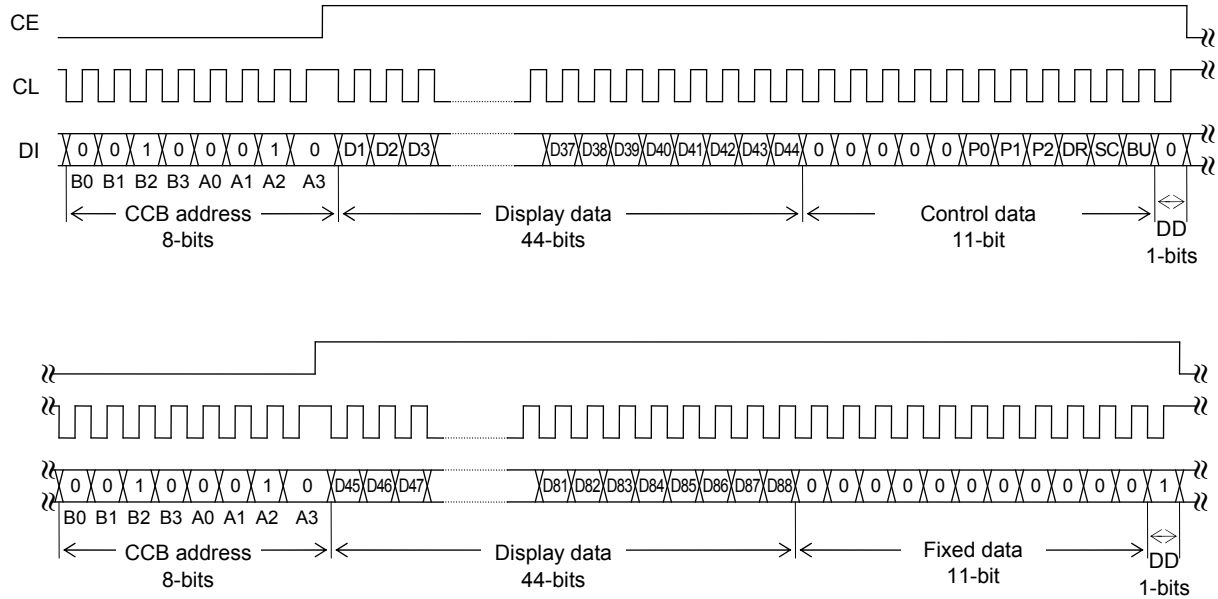 CE
CL
DI 0 0 1 0 0 0 1 0 D1 D2 D3 D37 D38 D39 D40 D41 D42 D43 D44 0 0 0 0 0 P0 P1 P2 DR SC BU 0
B0 B1 B2 B3 A0 A1 A2 A3
CCB address Display data Control data DD
8-bits 44-bits 11-bit 1-bits
0 0 1 0 0 0 1 0 D45 D46 D47 D81 D82 D83 D84 D85 D86 D87 D88 0 0 0 0 0 0 0 0 0 0 0 1
B0 B1 B2 B3 A0 A1 A2 A3
CCB address Display data Fixed data DD
8-bits 44-bits 11-bit 1-bits